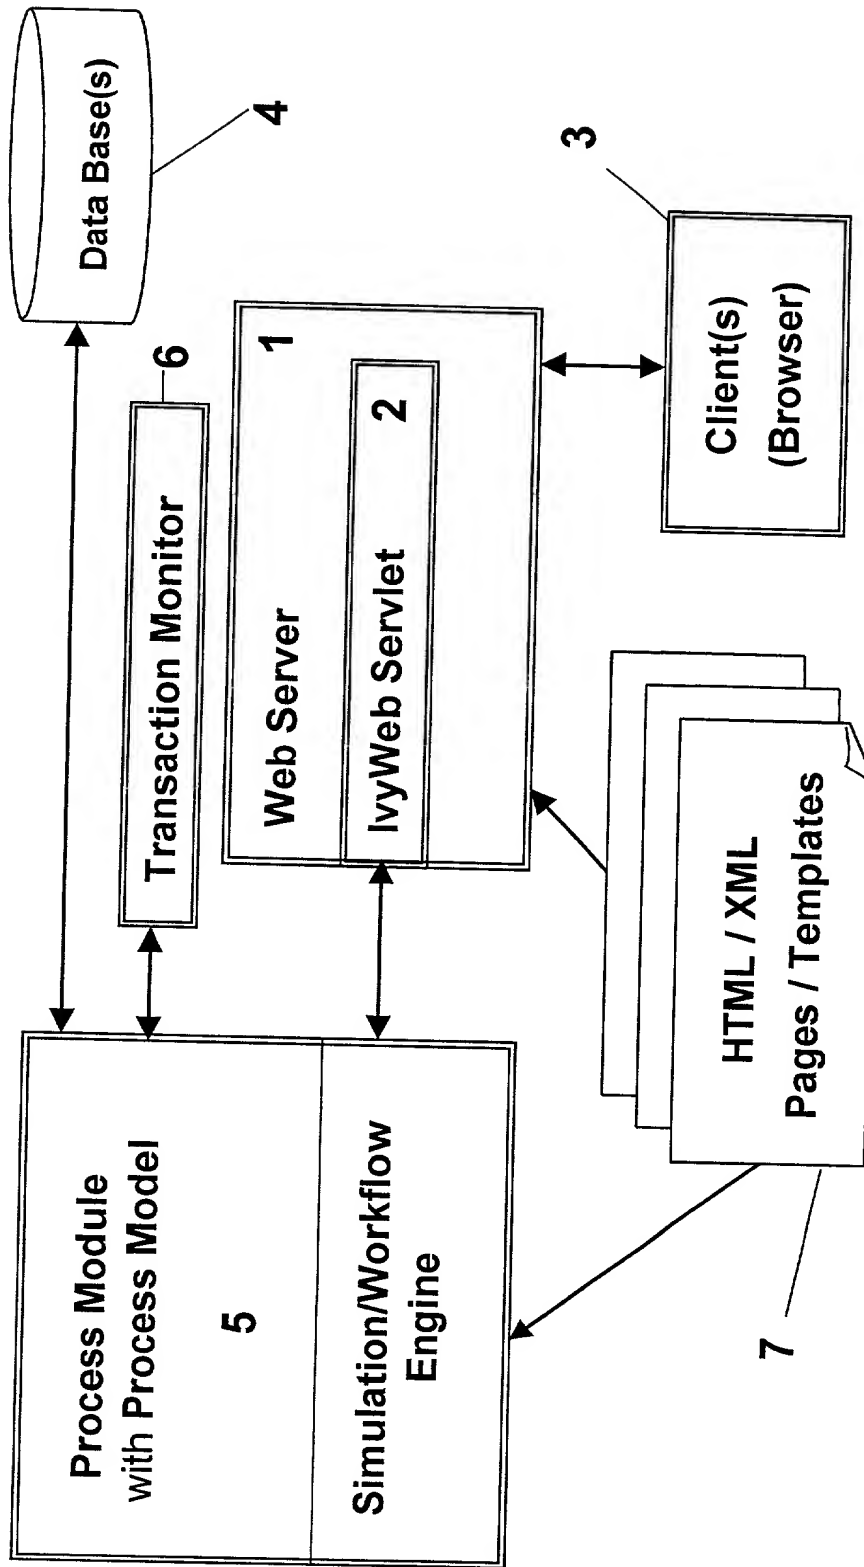 Process Module
with Process Model
5
Simulation/Workflow
Engine
Data Base(s)
4
Transaction Monitor
6
Web Server
1
IvyWeb Servlet
2
Client(s)
(Browser)
3
HTML / XML
Pages / Templates
7